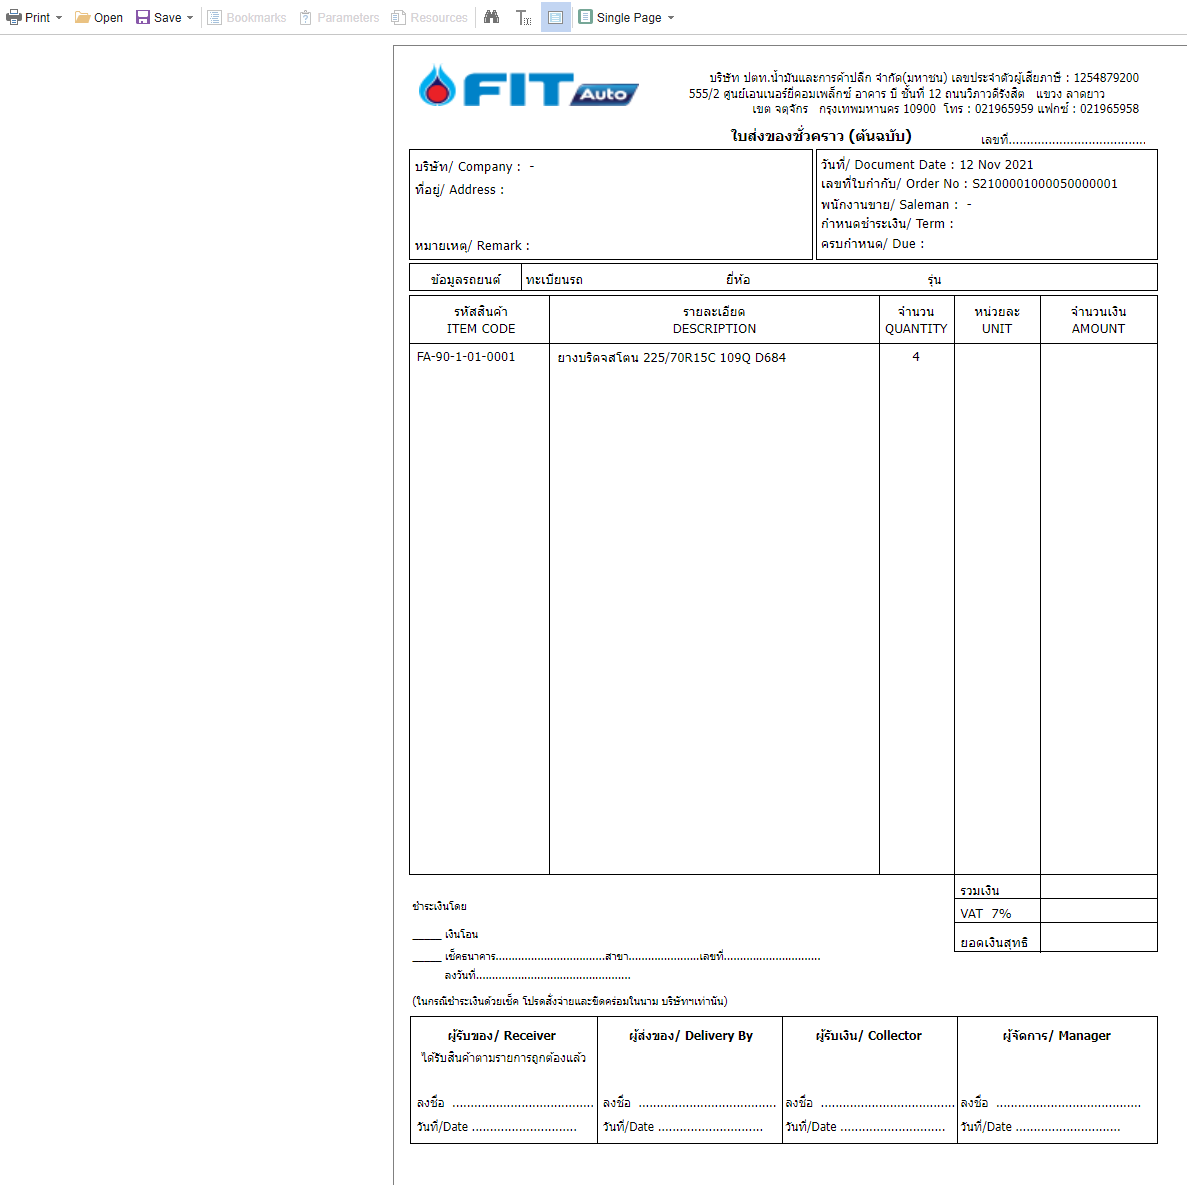 Print Open Save Bookmarks Parameters Resources Single Page
FIT Auto
บริษัท ปตท.น้ำมันและการค้าปลีก จำกัด(มหาชน) เลขประจำตัวผู้เสียภาษี : 1254879200
555/2 ศูนย์เอนเนอร์ยี่คอมเพล็กซ์ อาคาร บี ชั้นที่ 12 ถนนวิภาวดีรังสิต แขวง ลาดยาว
เขต จตุจักร กรุงเทพมหานคร 10900 โทร : 021965959 แฟกซ์ : 021965958
ใบส่งของชั่วคราว (ต้นฉบับ)
เลขที่......................................
บริษัท/ Company : -
ที่อยู่/ Address :
หมายเหตุ/ Remark :
วันที่/ Document Date : 12 Nov 2021
เลขที่ใบกำกับ/ Order No : S2100001000050000001
พนักงานขาย/ Saleman : -
กำหนดชำระเงิน/ Term :
ครบกำหนด/ Due :
ข้อมูลรถยนต์ ทะเบียนรถ ยี่ห้อ รุ่น
รหัสสินค้า รายละเอียด จำนวน หน่วยละ จำนวนเงิน
ITEM CODE DESCRIPTION QUANTITY UNIT AMOUNT
FA-90-1-01-0001 ยางบริดจสโตน 225/70R15C 109Q D684 4
รวมเงิน
VAT 7%
ยอดเงินสุทธิ
ชำระเงินโดย
_____ เงินโอน
_____ เช็คธนาคาร..................................สาขา......................เลขที่..............................
ลงวันที่................................................
(ในกรณีชำระเงินด้วยเช็ค โปรดสั่งจ่ายและขีดคร่อมในนาม บริษัทฯเท่านั้น)
ผู้รับของ/ Receiver ผู้ส่งของ/ Delivery By ผู้รับเงิน/ Collector ผู้จัดการ/ Manager
ได้รับสินค้าตามรายการถูกต้องแล้ว
ลงชื่อ ....................................... ลงชื่อ ...................................... ลงชื่อ ..................................... ลงชื่อ ........................................
วันที่/Date ............................. วันที่/Date ............................. วันที่/Date ............................. วันที่/Date .............................